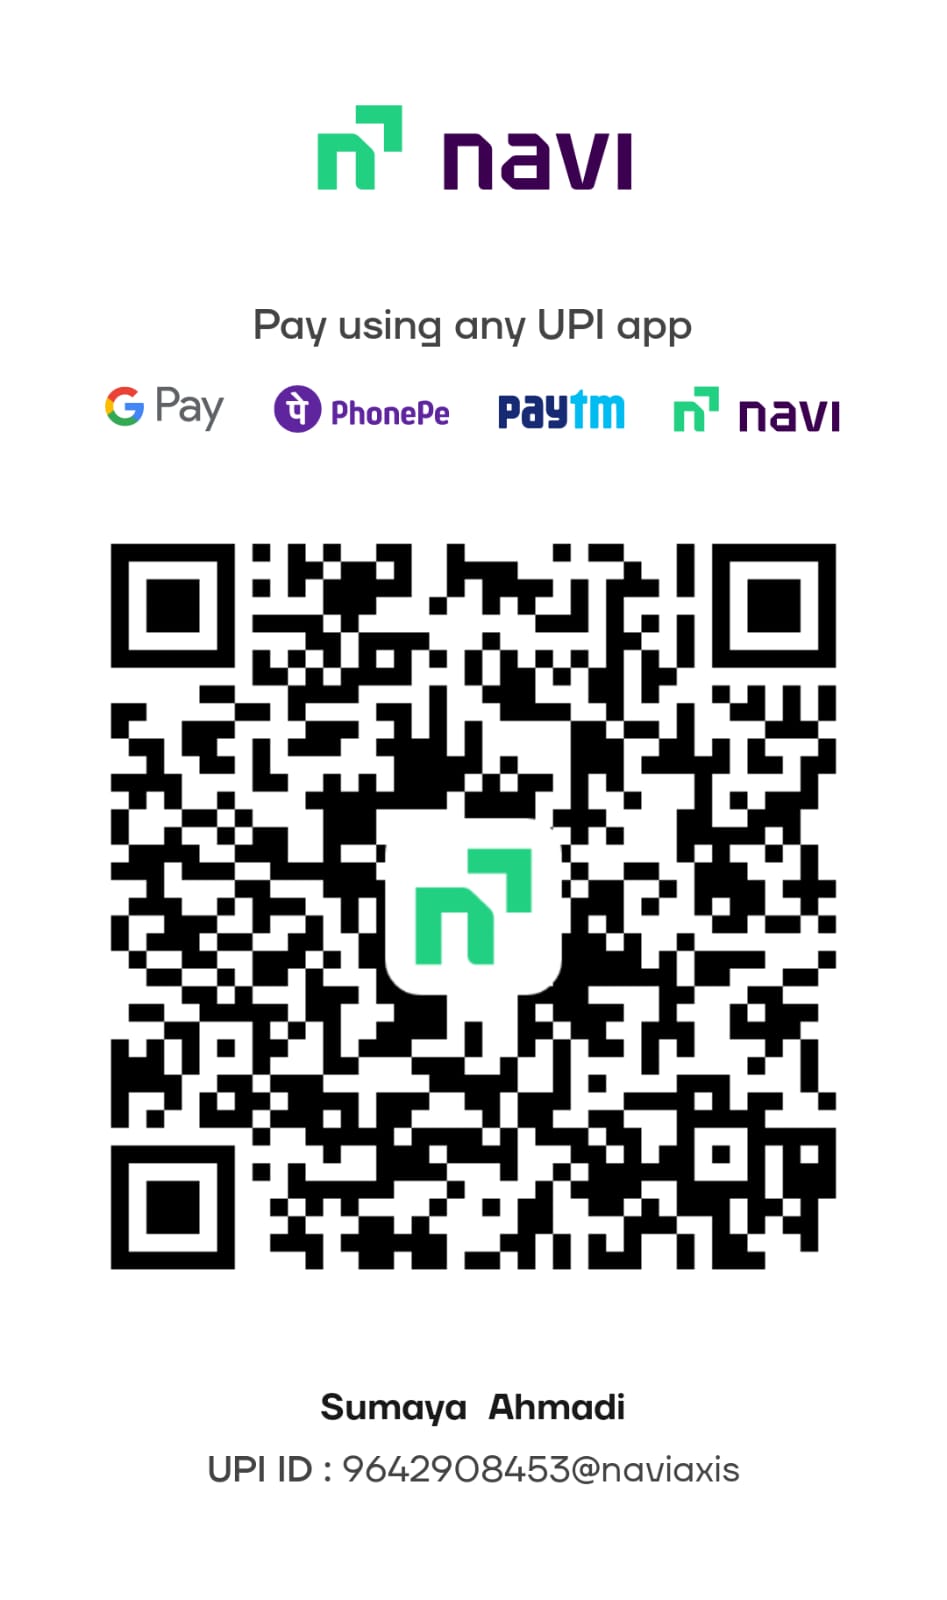 navi
Pay using any UPI app
G Pay पे PhonePe paytm navi
Sumaya Ahmadi
UPI ID : 9642908453@naviaxis